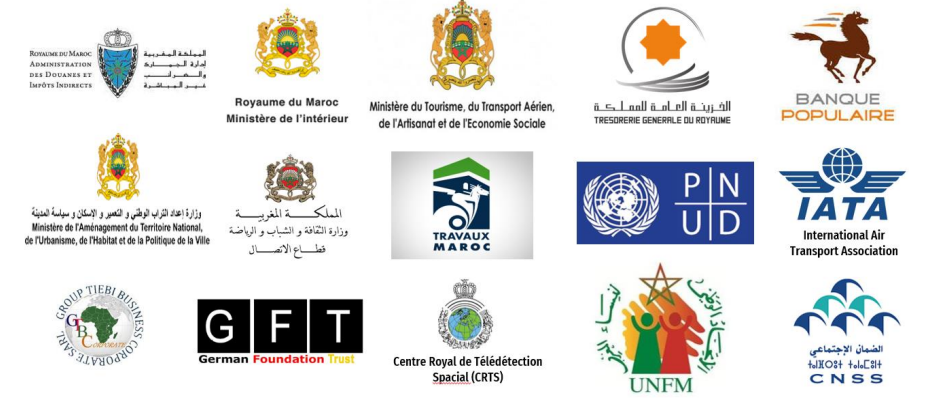 ROYAUME DU MAROC
ADMINISTRATION
DES DOUANES ET
IMPÔTS INDIRECTS
المملكة المغربية
إدارة الجمارك
والضرائب
غير المباشرة
Royaume du Maroc
Ministère de l'intérieur
Ministère du Tourisme, du Transport Aérien,
de l'Artisanat et de l'Economie Sociale
الخزينة العامة للمملكة
TRESORERIE GENERALE DU ROYAUME
BANQUE
POPULAIRE
وزارة إعداد التراب الوطني و التعمير و الإسكان و سياسة المدينة
Ministère de l'Aménagement du Territoire National,
de l'Urbanisme, de l'Habitat et de la Politique de la Ville
المملكة المغربية
وزارة الثقافة و الشباب و الرياضة
قطاع الاتصال
TRAVAUX
MAROC
P N
U D
IATA
International Air
Transport Association
GROUP TIEBI BUSINESS
CORPORATE SARL
GBC
CORPORATE
G F T
German Foundation Trust
Centre Royal de Télédétection
Spacial (CRTS)
UNFM
الضمان الإجتماعي
CNSS